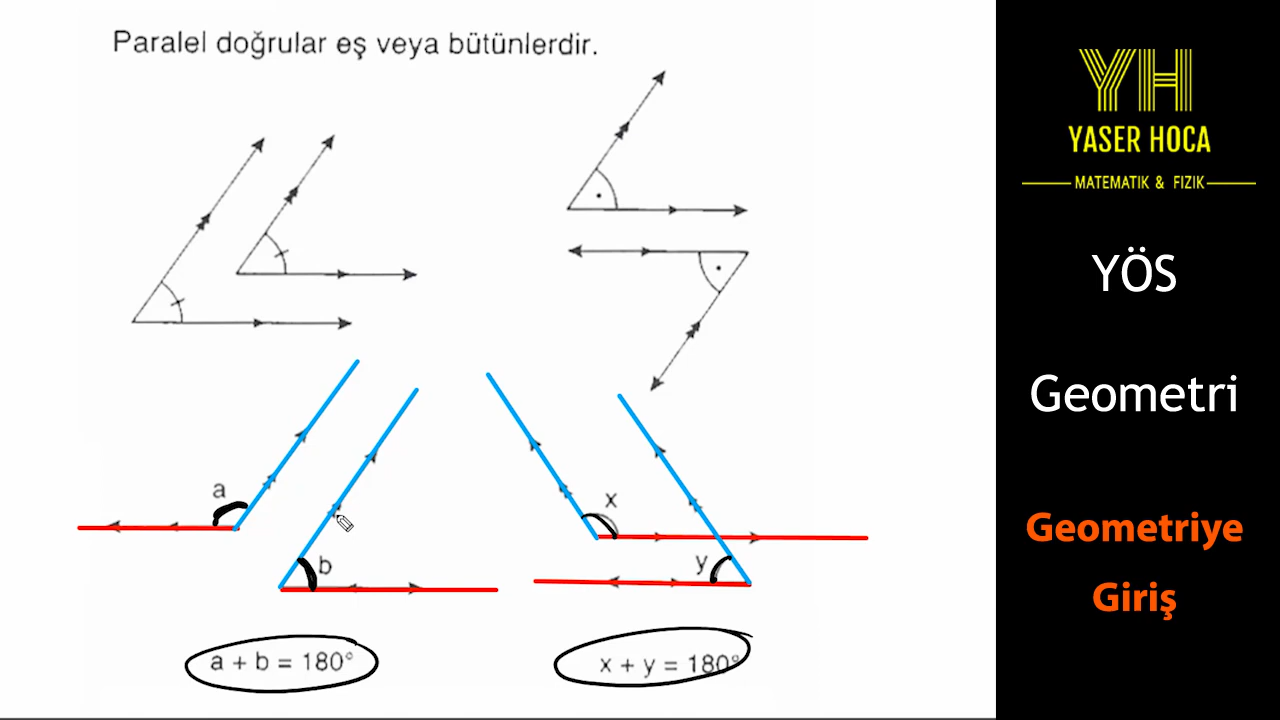 Paralel doğrular eş veya bütünlerdir.
a
b
x
y
a + b = 180°
x + y = 180°
YH
YASER HOCA
MATEMATIK & FIZIK
YÖS
Geometri
Geometriye
Giriş